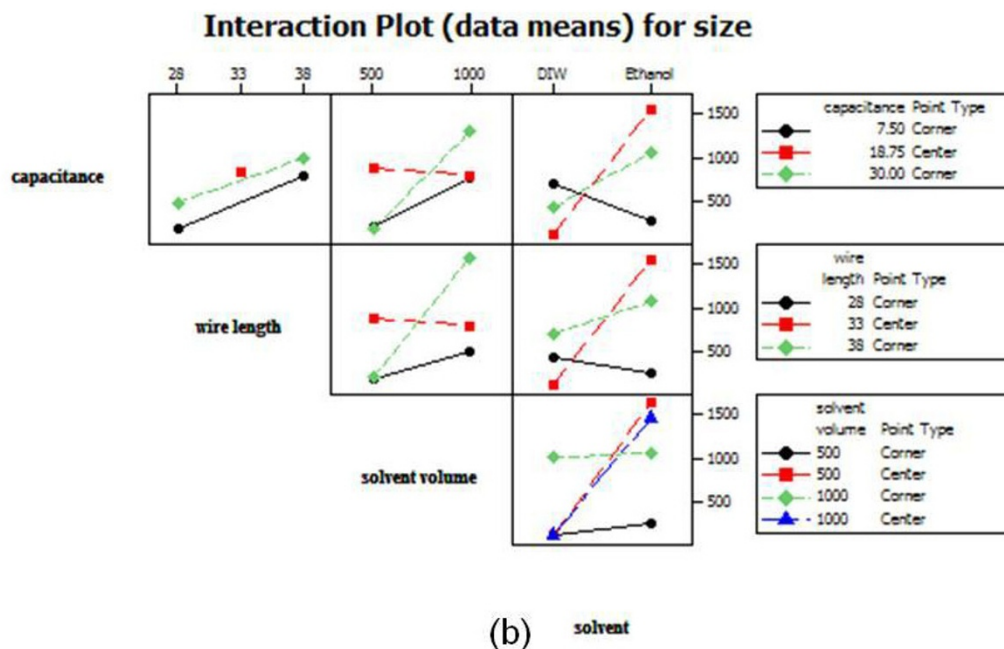 Interaction Plot (data means) for size
28 33 38 500 1000 DIW Ethanol
capacitance
1500
1000
500
capacitance Point Type
7.50 Corner
18.75 Center
30.00 Corner
wire length
1500
1000
500
wire
length Point Type
28 Corner
33 Center
38 Corner
solvent volume
1500
1000
500
solvent
volume Point Type
500 Corner
500 Center
1000 Corner
1000 Center
(b) solvent